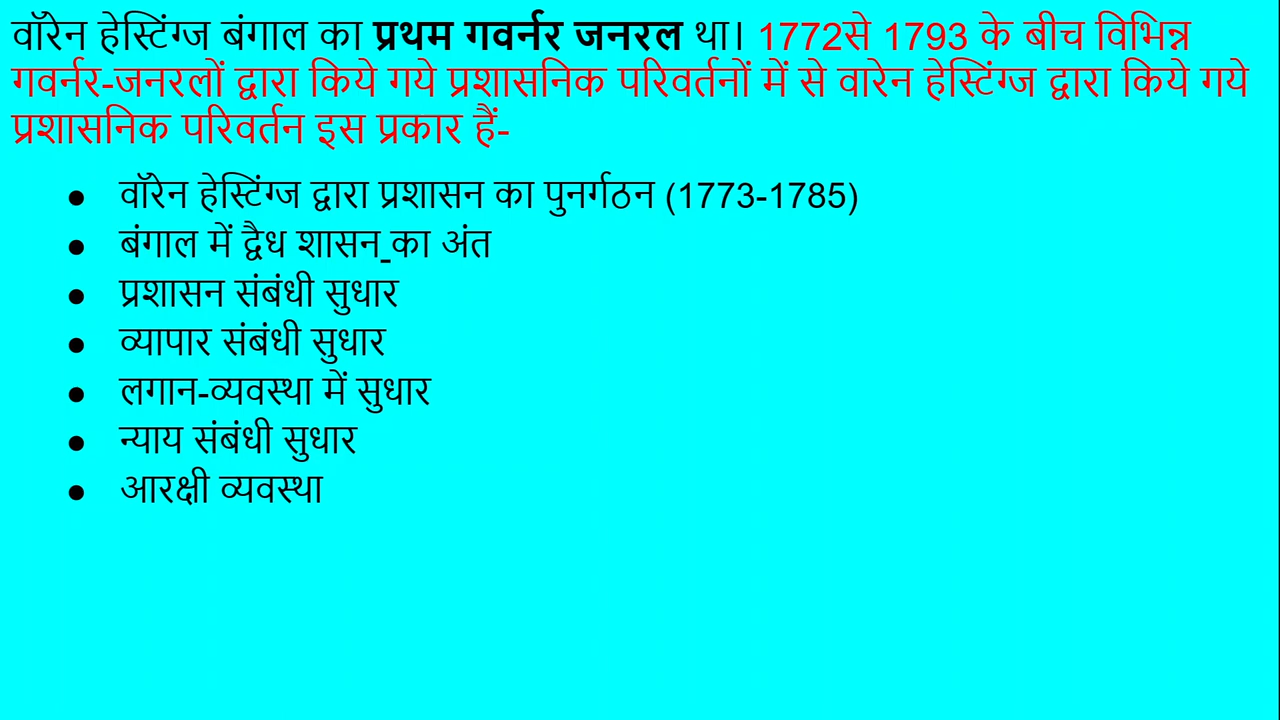 वॉरेन हेस्टिंग्ज बंगाल का प्रथम गवर्नर जनरल था। 1772से 1793 के बीच विभिन्न
गवर्नर-जनरलों द्वारा किये गये प्रशासनिक परिवर्तनों में से वारेन हेस्टिंग्ज द्वारा किये गये
प्रशासनिक परिवर्तन इस प्रकार हैं-
● वॉरेन हेस्टिंग्ज द्वारा प्रशासन का पुनर्गठन (1773-1785)
● बंगाल में द्वैध शासन का अंत
● प्रशासन संबंधी सुधार
● व्यापार संबंधी सुधार
● लगान-व्यवस्था में सुधार
● न्याय संबंधी सुधार
● आरक्षी व्यवस्था